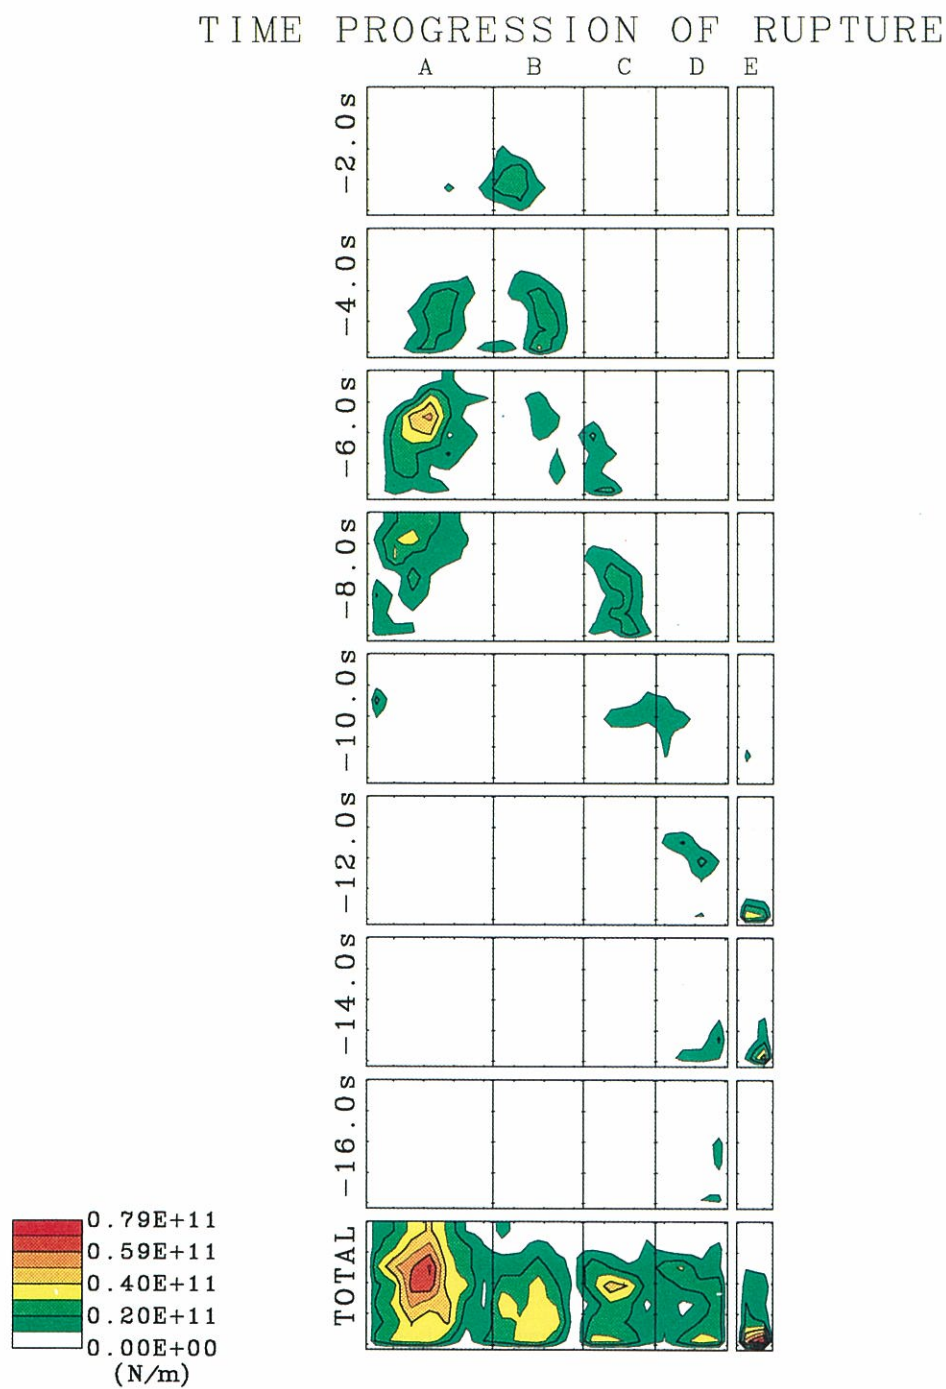 TIME PROGRESSION OF RUPTURE
A B C D E
-2.0s
-4.0s
-6.0s
-8.0s
-10.0s
-12.0s
-14.0s
-16.0s
TOTAL
0.79E+11
0.59E+11
0.40E+11
0.20E+11
0.00E+00
(N/m)